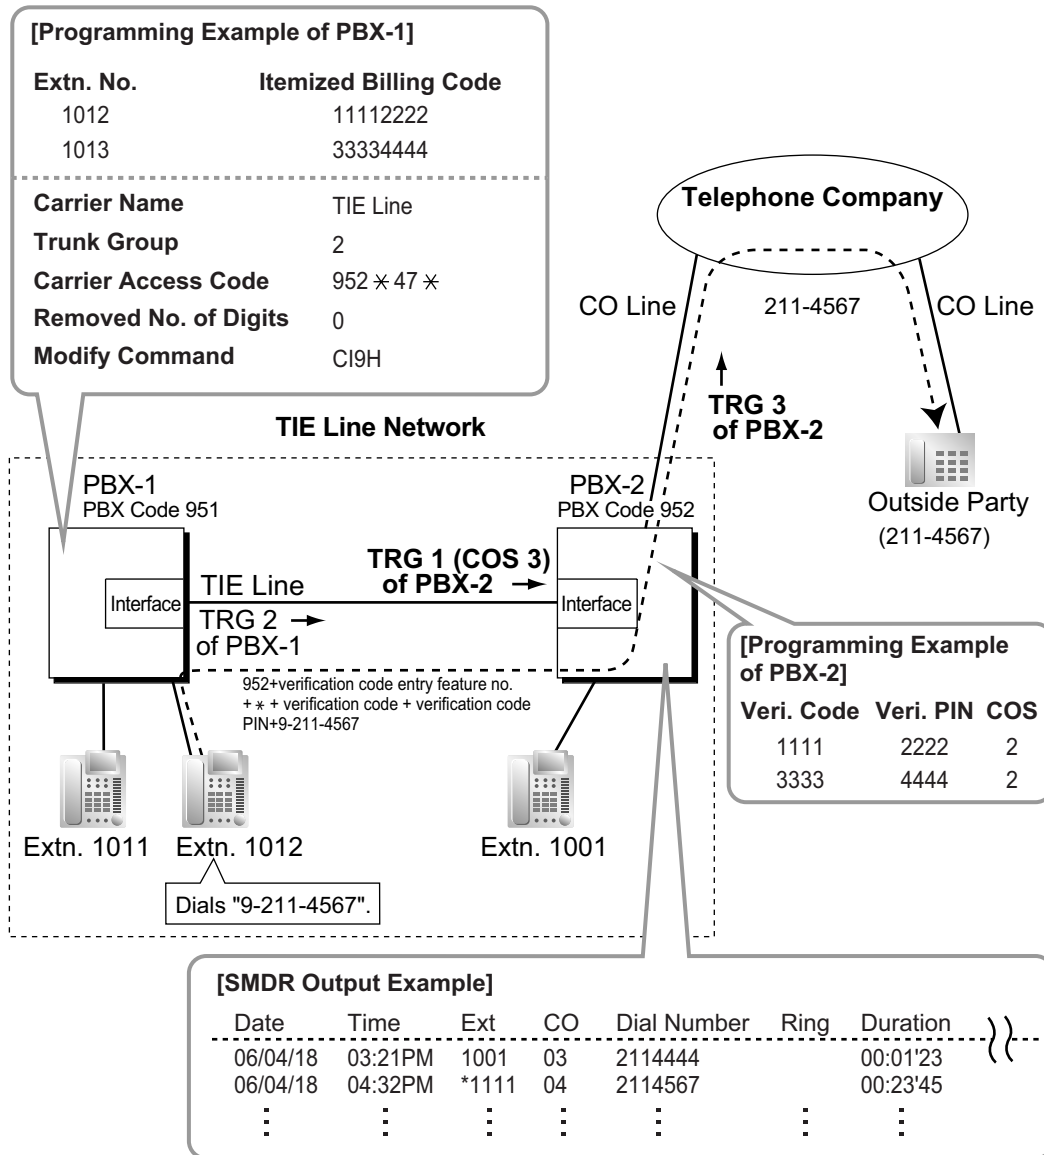 [Programming Example of PBX-1]
Extn. No. Itemized Billing Code
1012 11112222
1013 33334444
Carrier Name TIE Line
Trunk Group 2
Carrier Access Code 952 * 47 *
Removed No. of Digits 0
Modify Command CI9H
Telephone Company
CO Line 211-4567 CO Line
TRG 3
of PBX-2
TIE Line Network
Outside Party
(211-4567)
PBX-1
PBX Code 951
PBX-2
PBX Code 952
Interface
TIE Line
TRG 2
of PBX-1
TRG 1 (COS 3)
of PBX-2
Interface
952+verification code entry feature no.
+ * + verification code + verification code
PIN+9-211-4567
[Programming Example
of PBX-2]
Veri. Code Veri. PIN COS
1111 2222 2
3333 4444 2
Extn. 1011 Extn. 1012 Extn. 1001
Dials "9-211-4567".
[SMDR Output Example]
Date Time Ext CO Dial Number Ring Duration
06/04/18 03:21PM 1001 03 2114444 00:01'23
06/04/18 04:32PM *1111 04 2114567 00:23'45